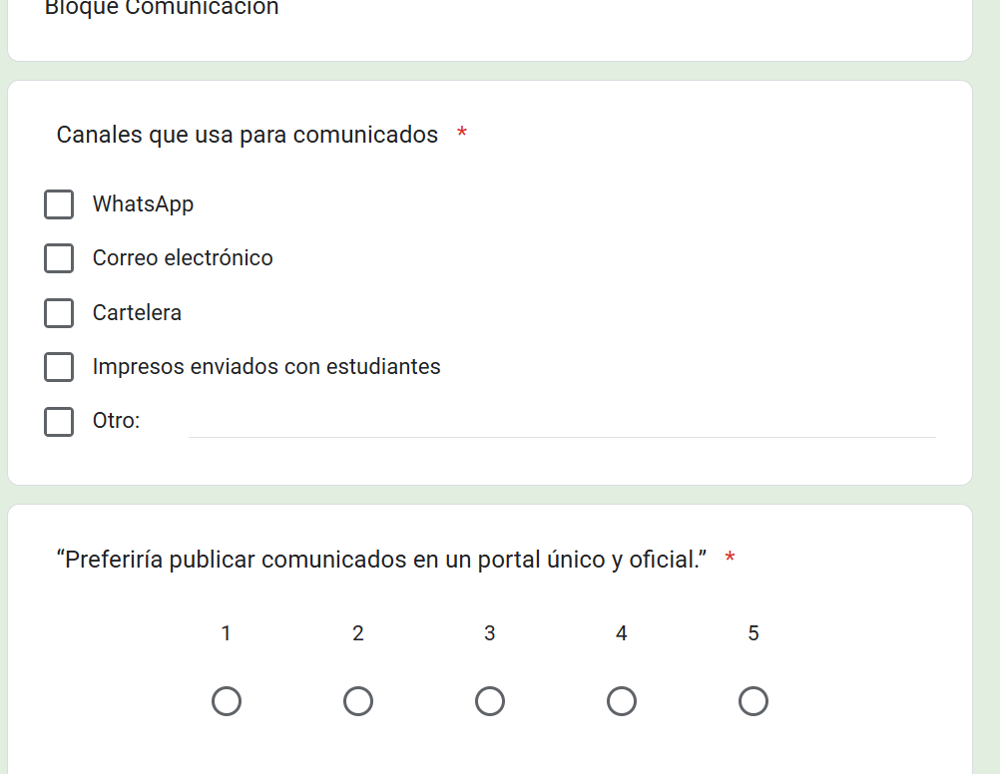 Bloque Comunicación
Canales que usa para comunicados *
WhatsApp
Correo electrónico
Cartelera
Impresos enviados con estudiantes
Otro:
“Preferiría publicar comunicados en un portal único y oficial.” *
1 2 3 4 5